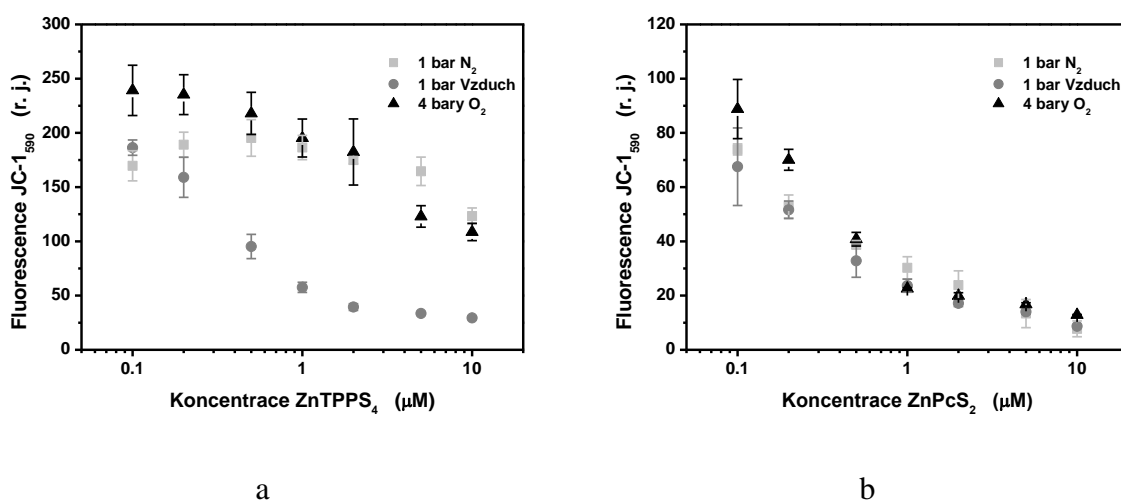 300
250
200
150
100
50
0
Fluorescence JC-1₅₉₀ (r. j.)
1 bar N₂
1 bar Vzduch
4 bary O₂
0.1 1 10
Koncentrace ZnTPPS₄ (μM)
a
120
100
80
60
40
20
0
Fluorescence JC-1₅₉₀ (r. j.)
1 bar N₂
1 bar Vzduch
4 bary O₂
0.1 1 10
Koncentrace ZnPcS₂ (μM)
b